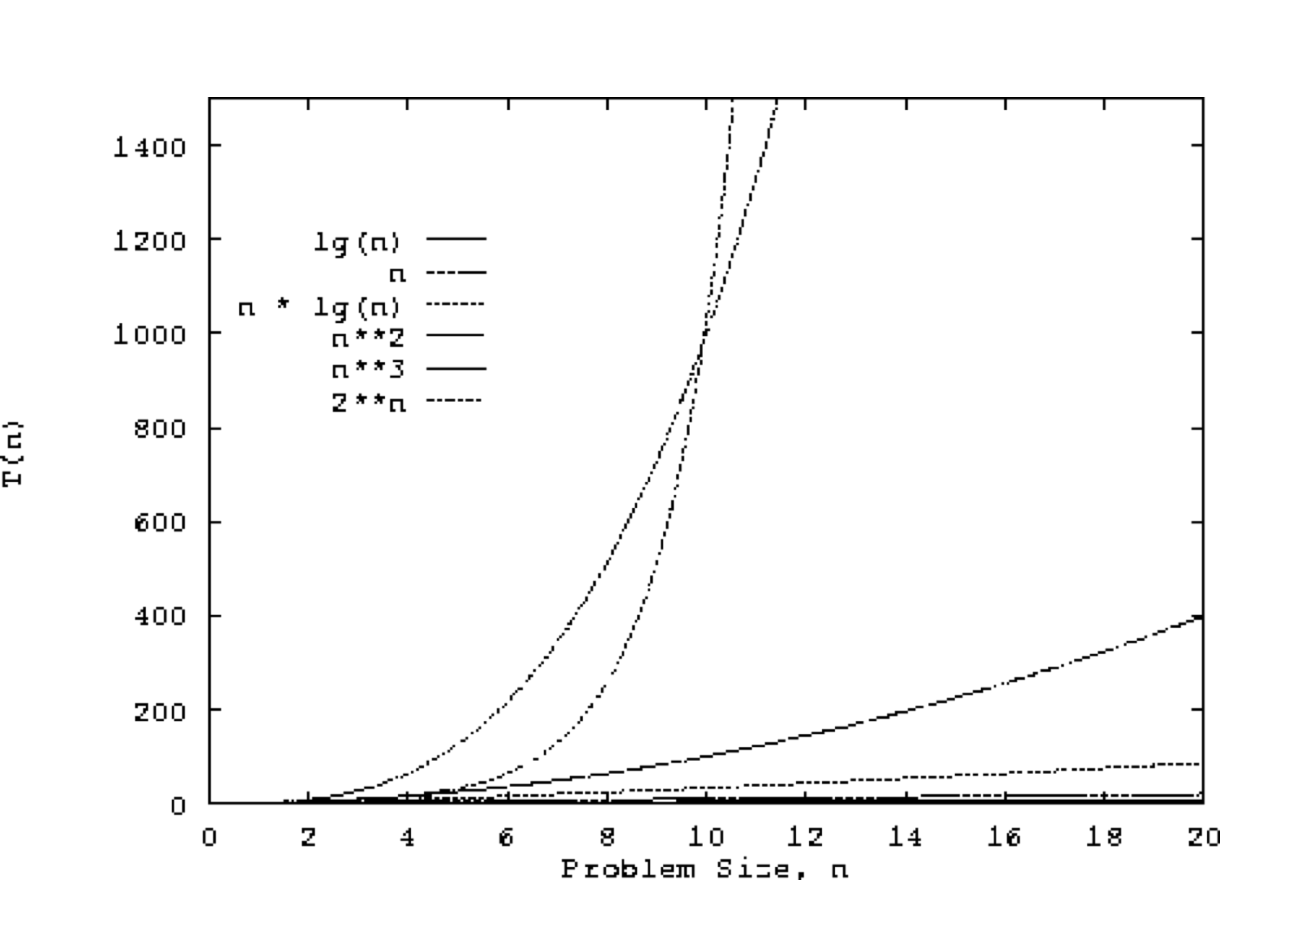 1400
1200
lg(n)
n
n * lg(n)
1000
n**2
n**3
2**n
800
T(n)
600
400
200
0
0 2 4 6 8 10 12 14 16 18 20
Problem Size, n